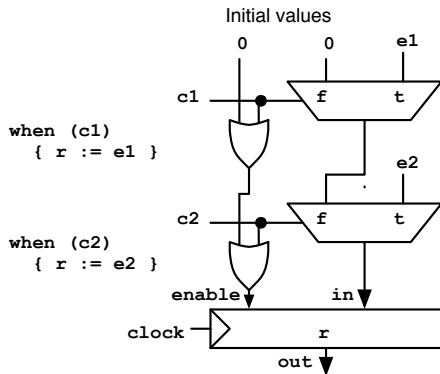 Initial values
0 0 e1
c1 f t
when (c1)
{ r := e1 }
e2
c2 f t
when (c2)
{ r := e2 }
enable in
clock r
out